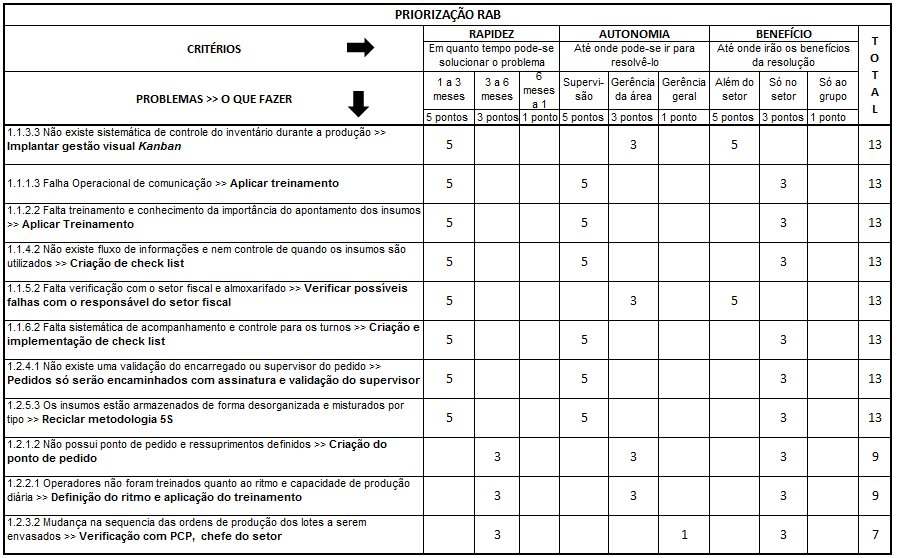 PRIORIZAÇÃO RAB
CRITÉRIOS
RAPIDEZ
AUTONOMIA
BENEFÍCIO
T
O
T
A
L
Em quanto tempo pode-se
solucionar o problema
Até onde pode-se ir para
resolvê-lo
Até onde irão os benefícios
da resolução
PROBLEMAS >> O QUE FAZER
1 a 3
meses
3 a 6
meses
6
meses
a 1
Supervi-
são
Gerência
da área
Gerência
geral
Além do
setor
Só no
setor
Só ao
grupo
5 pontos 3 pontos 1 ponto 5 pontos 3 pontos 1 ponto 5 pontos 3 pontos 1 ponto
1.1.3.3 Não existe sistemática de controle do inventário durante a produção >>
Implantar gestão visual Kanban
5 3 5 13
1.1.1.3 Falha Operacional de comunicação >> Aplicar treinamento
5 5 3 13
1.1.2.2 Falta treinamento e conhecimento da importância do apontamento dos insumos
>> Aplicar Treinamento
5 5 3 13
1.1.4.2 Não existe fluxo de informações e nem controle de quando os insumos são
utilizados >> Criação de check list
5 5 3 13
1.1.5.2 Falta verificação com o setor fiscal e almoxarifado >> Verificar possíveis
falhas com o responsável do setor fiscal
5 3 5 13
1.1.6.2 Falta sistemática de acompanhamento e controle para os turnos >> Criação e
implementação de check list
5 5 3 13
1.2.4.1 Não existe uma validação do encarregado ou supervisor do pedido >>
Pedidos só serão encaminhados com assinatura e validação do supervisor
5 5 3 13
1.2.5.3 Os insumos estão armazenados de forma desorganizada e misturados por
tipo >> Reciclar metodologia 5S
5 5 3 13
1.2.1.2 Não possui ponto de pedido e ressuprimentos definidos >> Criação do
ponto de pedido
3 3 3 9
1.2.2.1 Operadores não foram treinados quanto ao ritmo e capacidade de produção
diária >> Definição do ritmo e aplicação do treinamento
3 3 3 9
1.2.3.2 Mudança na sequencia das ordens de produção dos lotes a serem
envasados >> Verificação com PCP, chefe do setor
3 1 3 7